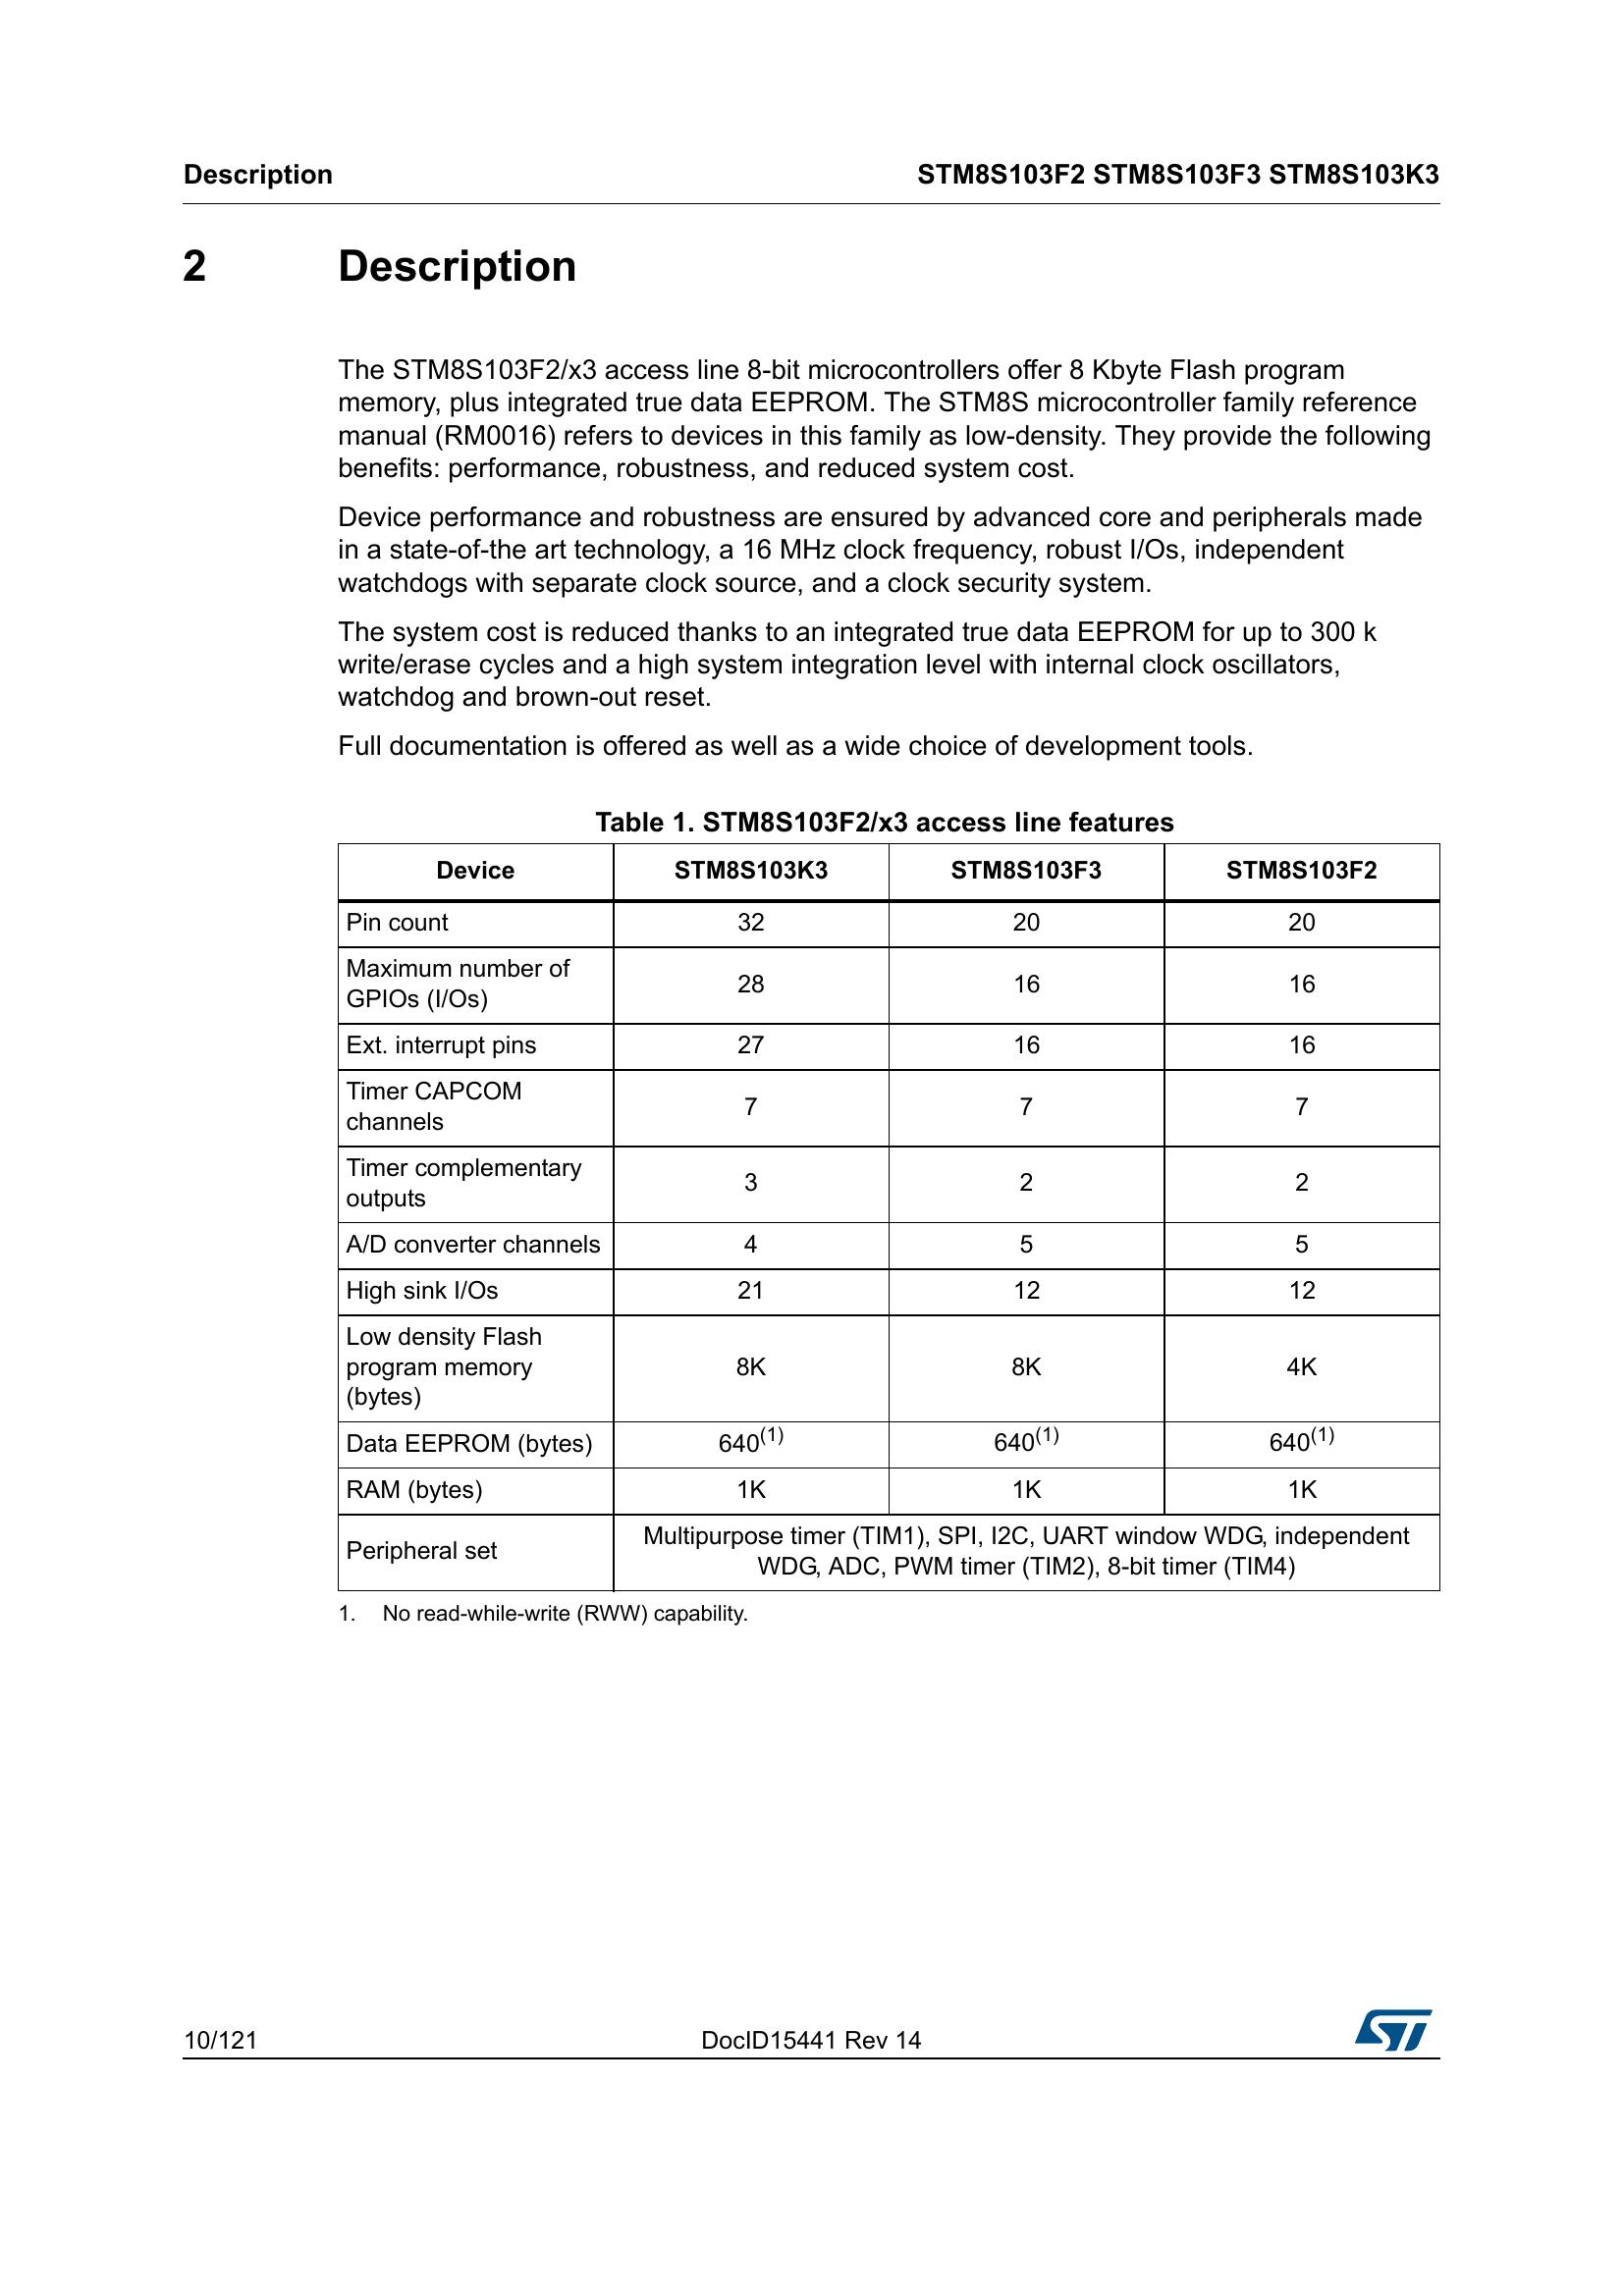 Description
STM8S103F2 STM8S103F3 STM8S103K3
2 Description
The STM8S103F2/x3 access line 8-bit microcontrollers offer 8 Kbyte Flash program
memory, plus integrated true data EEPROM. The STM8S microcontroller family reference
manual (RM0016) refers to devices in this family as low-density. They provide the following
benefits: performance, robustness, and reduced system cost.
Device performance and robustness are ensured by advanced core and peripherals made
in a state-of-the art technology, a 16 MHz clock frequency, robust I/Os, independent
watchdogs with separate clock source, and a clock security system.
The system cost is reduced thanks to an integrated true data EEPROM for up to 300 k
write/erase cycles and a high system integration level with internal clock oscillators,
watchdog and brown-out reset.
Full documentation is offered as well as a wide choice of development tools.
Table 1. STM8S103F2/x3 access line features
Device STM8S103K3 STM8S103F3 STM8S103F2
Pin count 32 20 20
Maximum number of
GPIOs (I/Os) 28 16 16
Ext. interrupt pins 27 16 16
Timer CAPCOM
channels 7 7 7
Timer complementary
outputs 3 2 2
A/D converter channels 4 5 5
High sink I/Os 21 12 12
Low density Flash
program memory 8K 8K 4K
(bytes)
Data EEPROM (bytes) 640(1) 640(1) 640(1)
RAM (bytes) 1K 1K 1K
Peripheral set
Multipurpose timer (TIM1), SPI, I2C, UART window WDG, independent
WDG, ADC, PWM timer (TIM2), 8-bit timer (TIM4)
1. No read-while-write (RWW) capability.
10/121 DocID15441 Rev 14 ST